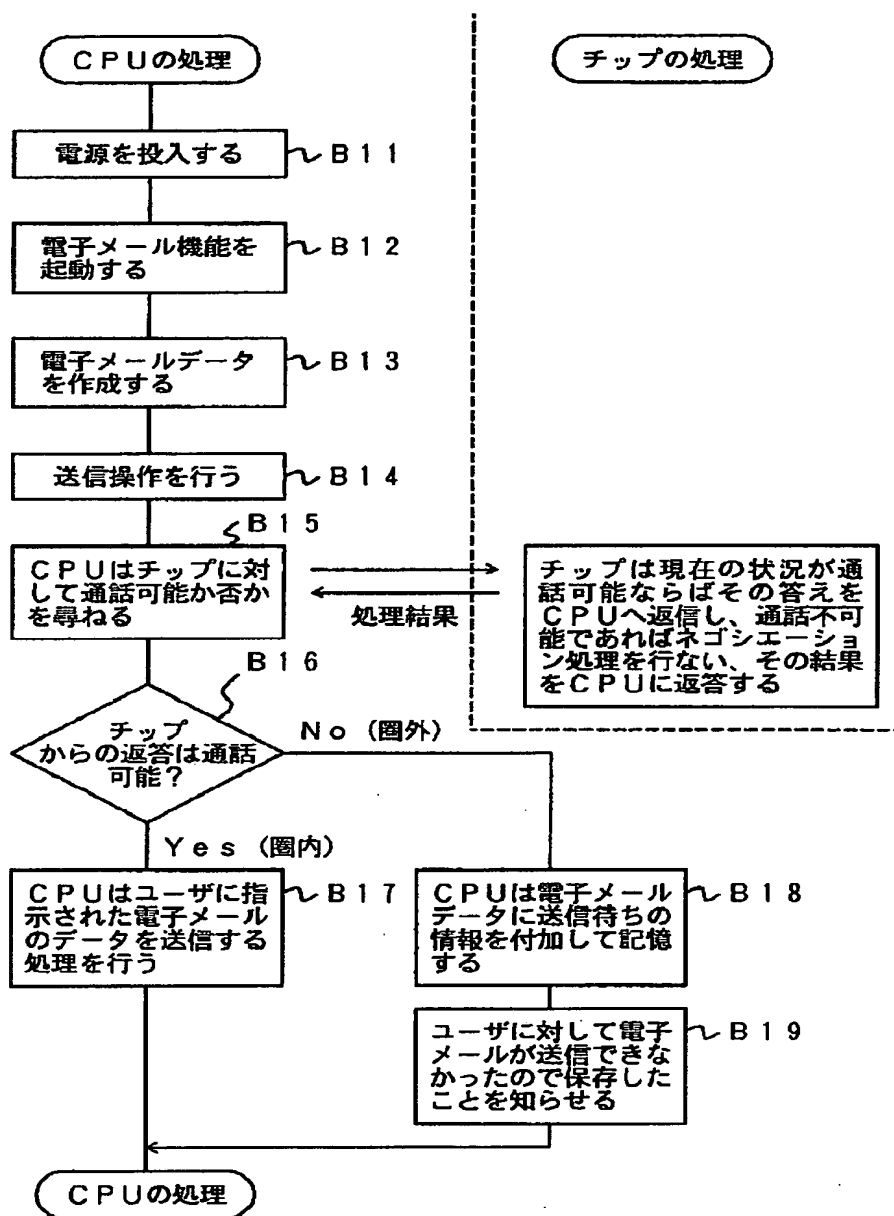 CPUの処理
チップの処理
電源を投入する
B11
電子メール機能を
起動する
B12
電子メールデータ
を作成する
B13
送信操作を行う
B14
B15
CPUはチップに対
して通話可能か否か
を尋ねる
処理結果
チップは現在の状況が通
話可能ならばその答えを
CPUへ返信し、通話不可
能であればネゴシエーショ
ン処理を行ない、その結果
をCPUに返答する
B16
チップ
からの返答は通話
可能?
No(圏外)
Yes(圏内)
CPUはユーザに指
示された電子メール
のデータを送信する
処理を行う
B17
CPUは電子メール
データに送信待ちの
情報を付加して記憶
する
B18
ユーザに対して電子
メールが送信できな
かったので保存した
ことを知らせる
B19
CPUの処理